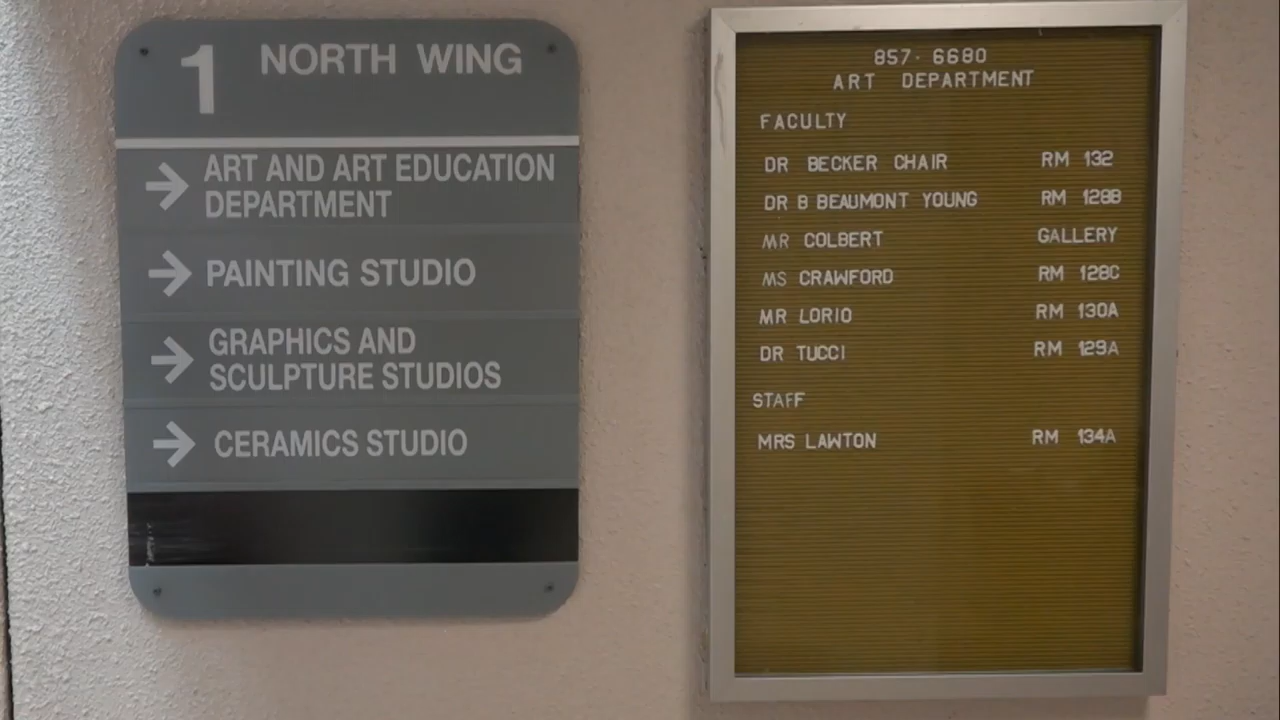 1 NORTH WING
→ ART AND ART EDUCATION
DEPARTMENT
→ PAINTING STUDIO
→ GRAPHICS AND
SCULPTURE STUDIOS
→ CERAMICS STUDIO
857·6680
ART DEPARTMENT
FACULTY
DR BECKER CHAIR RM 132
DR B BEAUMONT YOUNG RM 128B
MR COLBERT GALLERY
MS CRAWFORD RM 128C
MR LORIO RM 130A
DR TUCCI RM 129A
STAFF
MRS LAWTON RM 134A